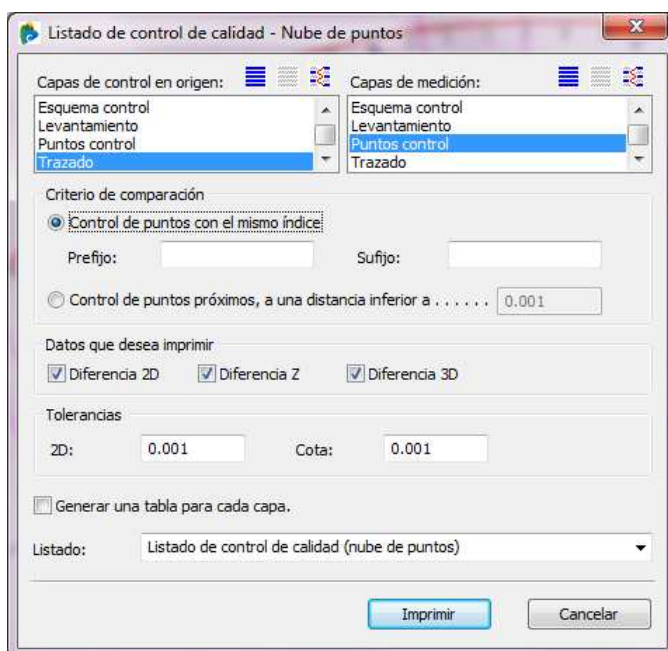 Listado de control de calidad - Nube de puntos
Capas de control en origen:
Esquema control
Levantamiento
Puntos control
Trazado
Capas de medición:
Esquema control
Levantamiento
Puntos control
Trazado
Criterio de comparación
Control de puntos con el mismo índice
Prefijo: Sufijo:
Control de puntos próximos, a una distancia inferior a . . . . . . 0.001
Datos que desea imprimir
Diferencia 2D Diferencia Z Diferencia 3D
Tolerancias
2D: 0.001 Cota: 0.001
Generar una tabla para cada capa.
Listado: Listado de control de calidad (nube de puntos)
Imprimir Cancelar